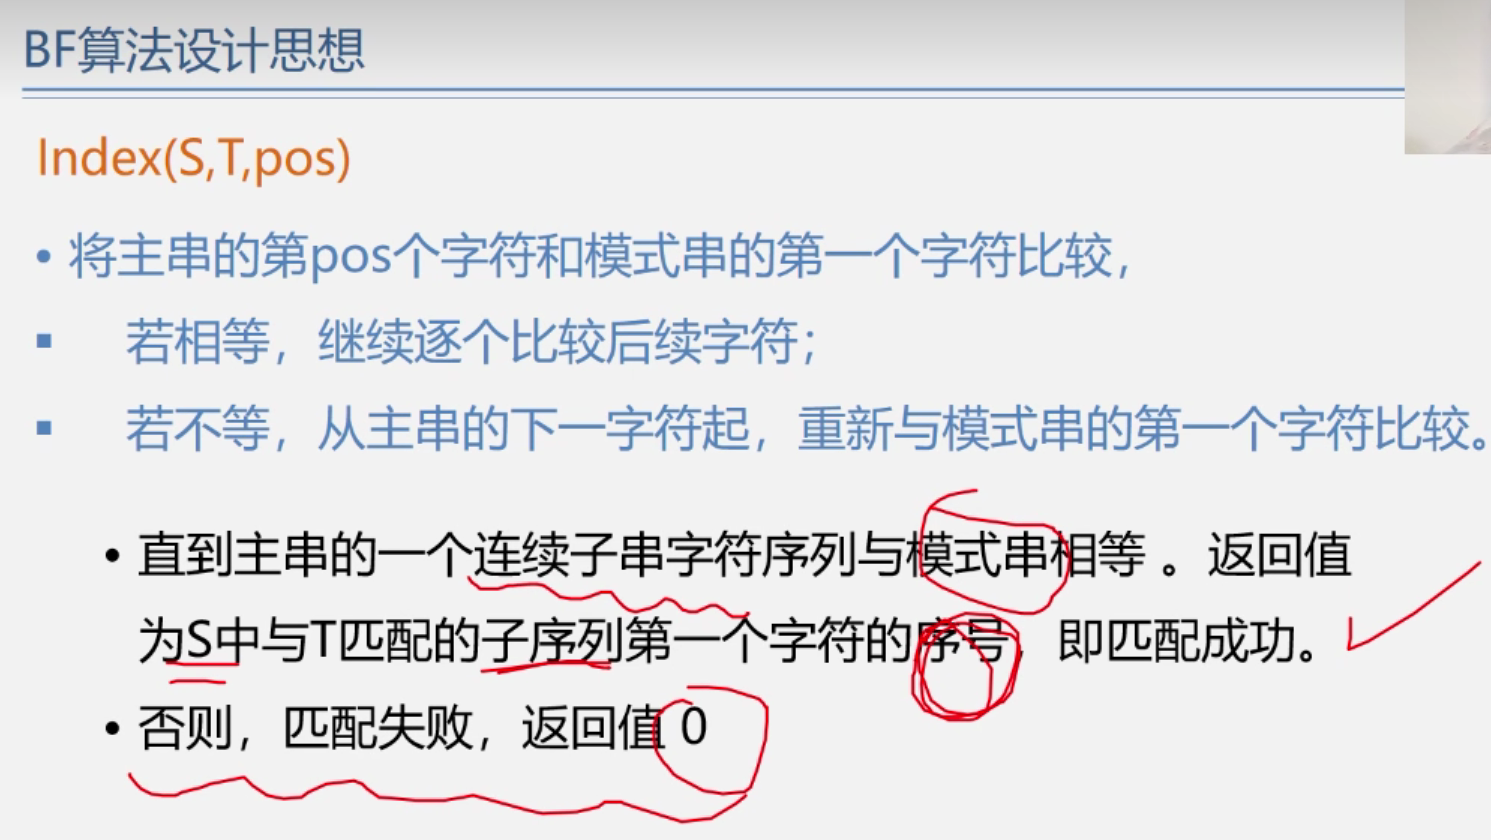 BF算法设计思想
Index(S,T,pos)
• 将主串的第pos个字符和模式串的第一个字符比较，
▪ 若相等，继续逐个比较后续字符；
▪ 若不等，从主串的下一字符起，重新与模式串的第一个字符比较。
• 直到主串的一个连续子串字符序列与模式串相等 。返回值
为S中与T匹配的子序列第一个字符的序号，即匹配成功。
• 否则，匹配失败，返回值 0